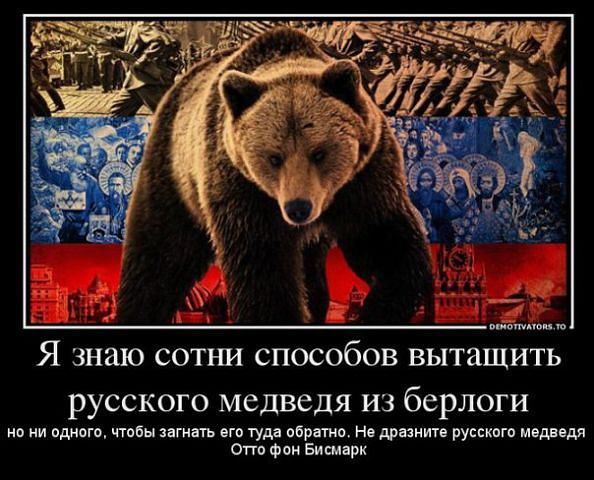 DEMOTIVATORS.TO
Я знаю сотни способов вытащить
русского медведя из берлоги
но ни одного, чтобы загнать его туда обратно. Не дразните русского медведя
Отто фон Бисмарк